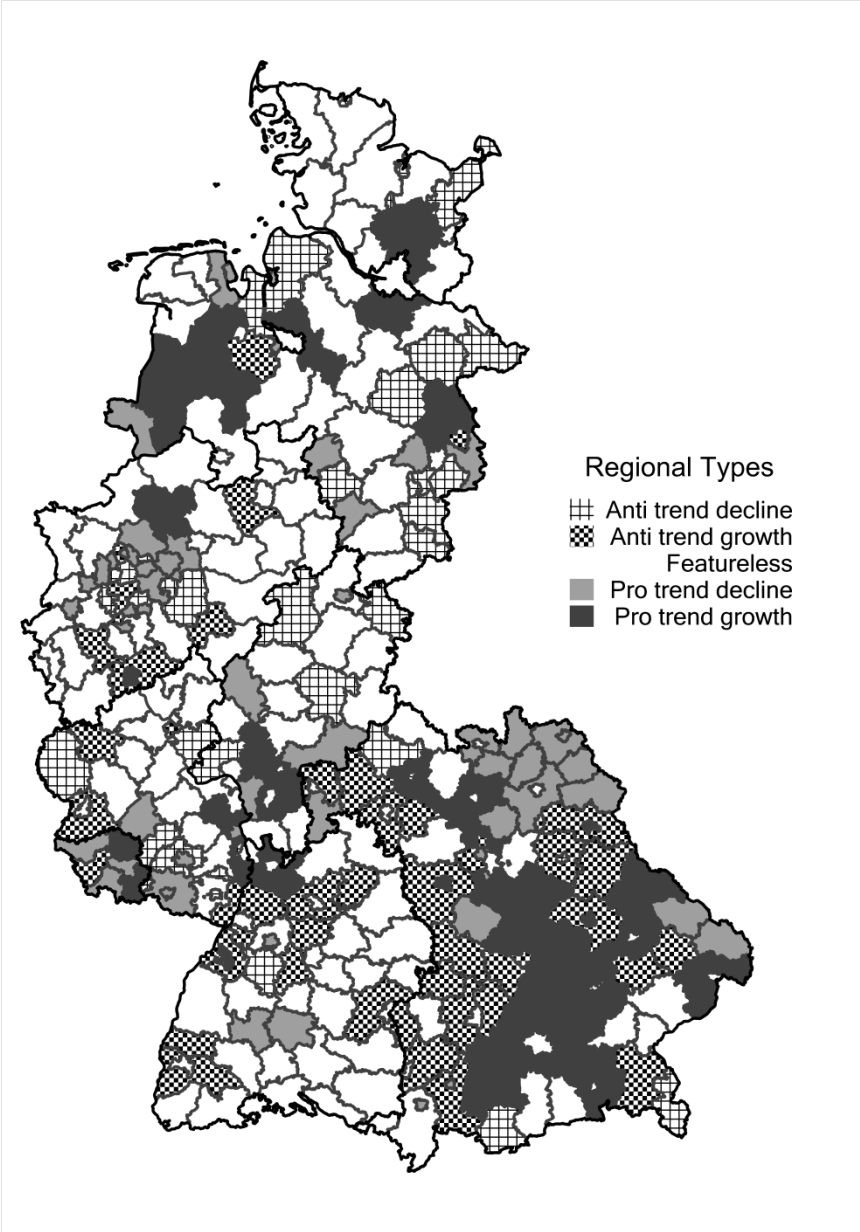 Regional Types
Anti trend decline
Anti trend growth
Featureless
Pro trend decline
Pro trend growth